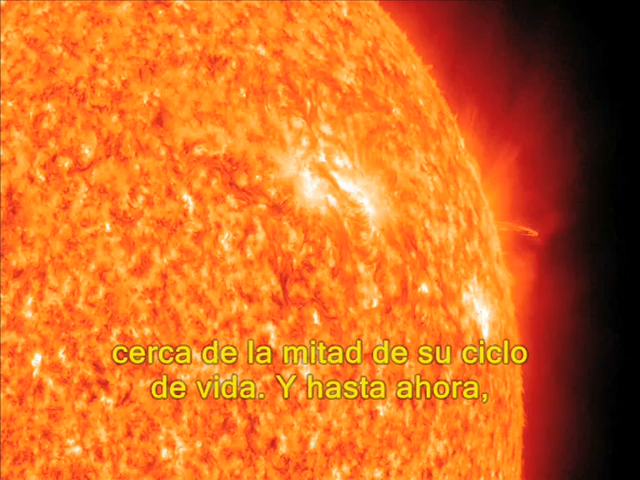 cerca de la mitad de su ciclo
de vida. Y hasta ahora,